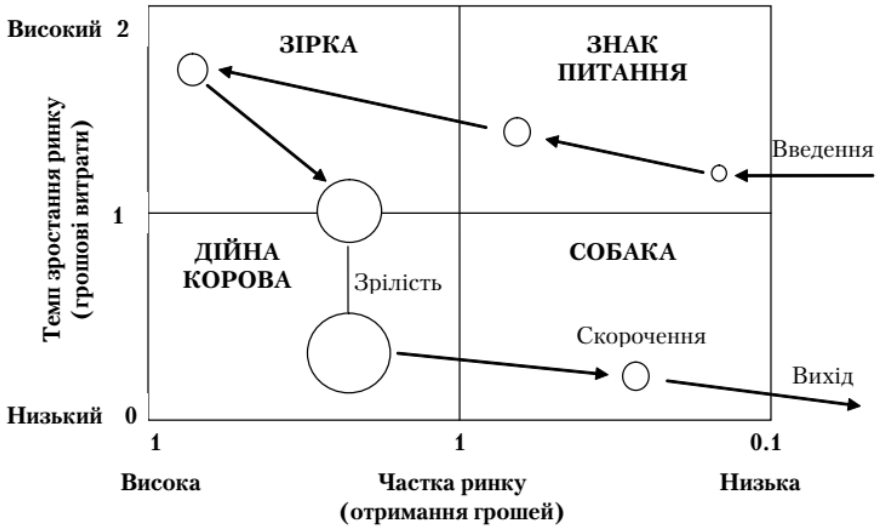 Високий 2
ЗІРКА
ЗНАК
ПИТАННЯ
Введення
Темп зростання ринку
(грошові витрати)
1
ДІЙНА
КОРОВА
СОБАКА
Зрілість
Скорочення
Вихід
Низький 0
1 1 0.1
Висока Частка ринку Низька
(отримання грошей)